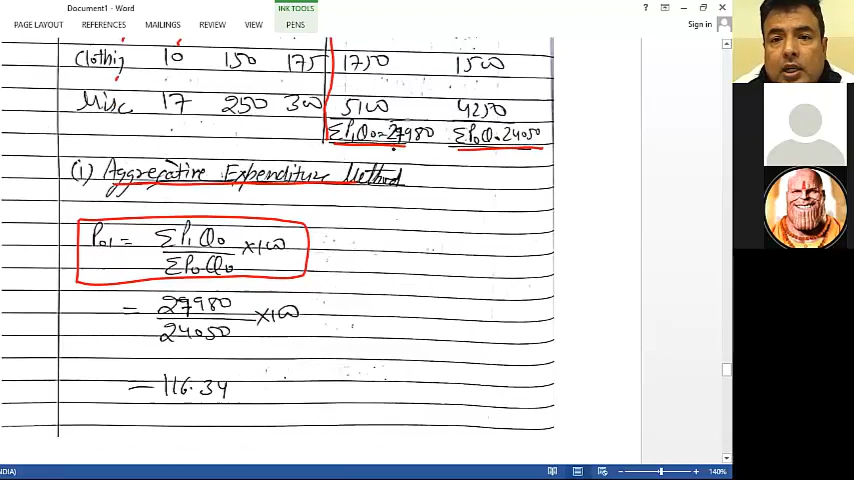 Document1 - Word
INK TOOLS
? Sign in
PAGE LAYOUT REFERENCES MAILINGS REVIEW VIEW PENS
Clothing 10 150 175 1750 1500
Misc 17 250 300 5100 4250
ΣP1Q0=27980 ΣP0Q0=24050
(i) Aggregative Expenditure Method
P01 = ΣP1Q0 ×100
ΣP0Q0
= 27980 ×100
24050
= 116.34
INDIA)
140%